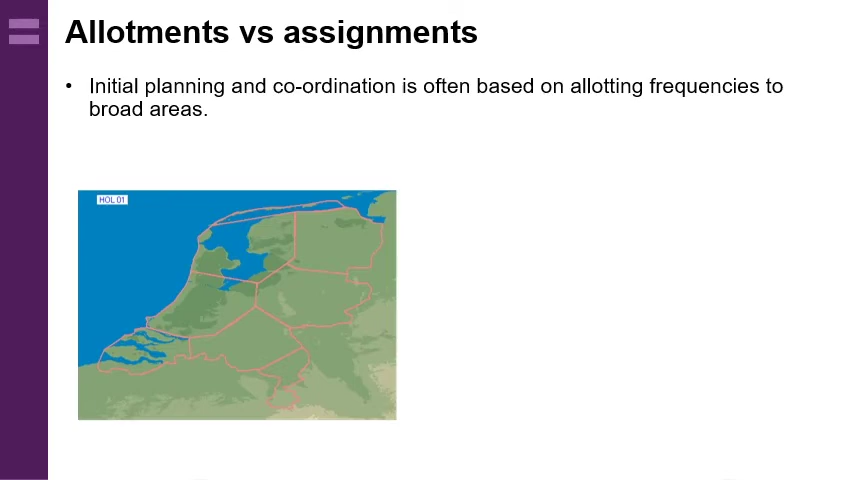 Allotments vs assignments
• Initial planning and co-ordination is often based on allotting frequencies to
broad areas.
HOL 01